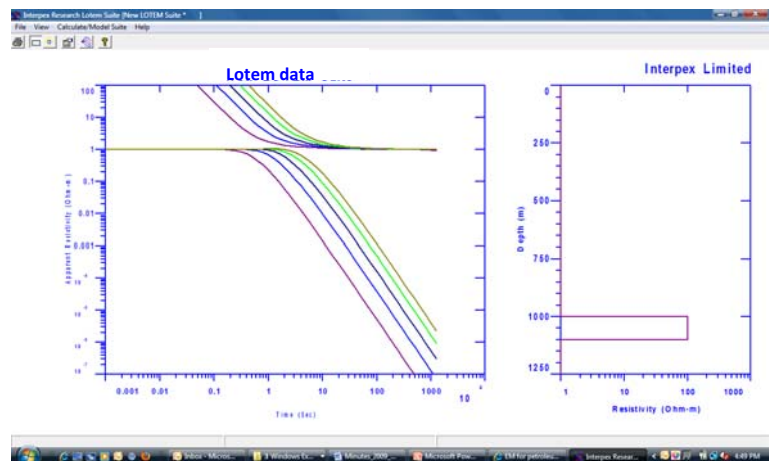 Interpex Research Lotem Suite [New LOTEM Suite * ]
File View Calculate/Model Suite Help
Lotem data
Interpex Limited
100
10
1
0.1
0.01
0.001
Apparent Resistivity (Ohm-m)
0.001 0.01 0.1 1 10 100 1000
Time (Sec)
0
250
500
750
1000
1250
Depth (m)
1 10 100 1000
Resistivity (Ohm-m)
Inbox - Micros...
3 Windows Ex...
Minutes_2009_...
Microsoft Pow...
EM for petroleu...
Interpex Resear...
4:49 PM